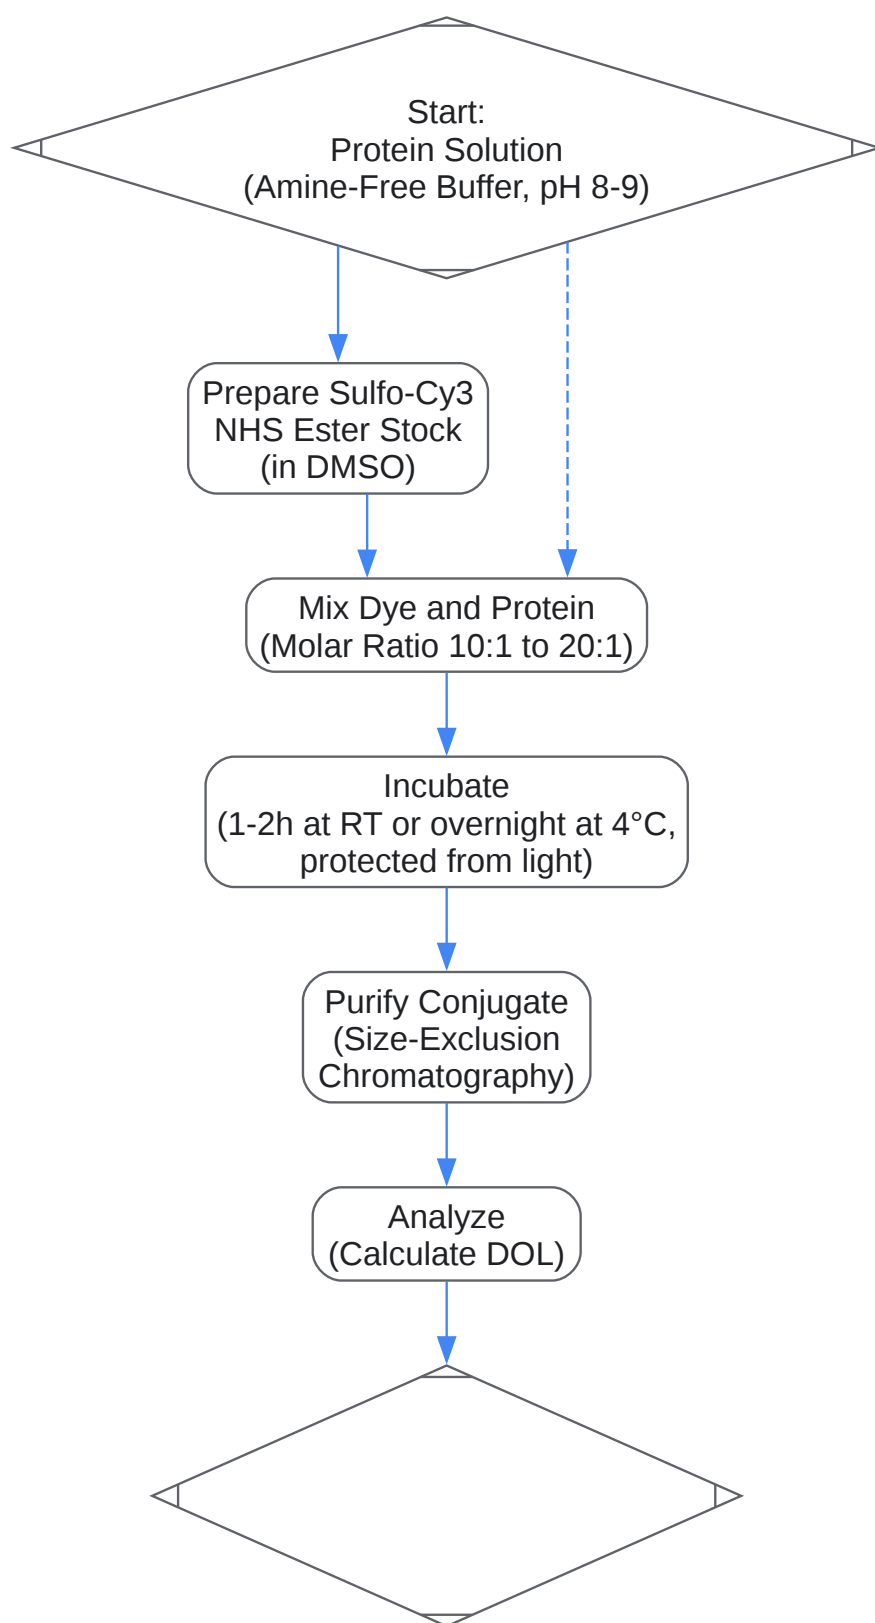 Start:
Protein Solution
(Amine-Free Buffer, pH 8-9)
Prepare Sulfo-Cy3
NHS Ester Stock
(in DMSO)
Mix Dye and Protein
(Molar Ratio 10:1 to 20:1)
Incubate
(1-2h at RT or overnight at 4°C,
protected from light)
Purify Conjugate
(Size-Exclusion
Chromatography)
Analyze
(Calculate DOL)